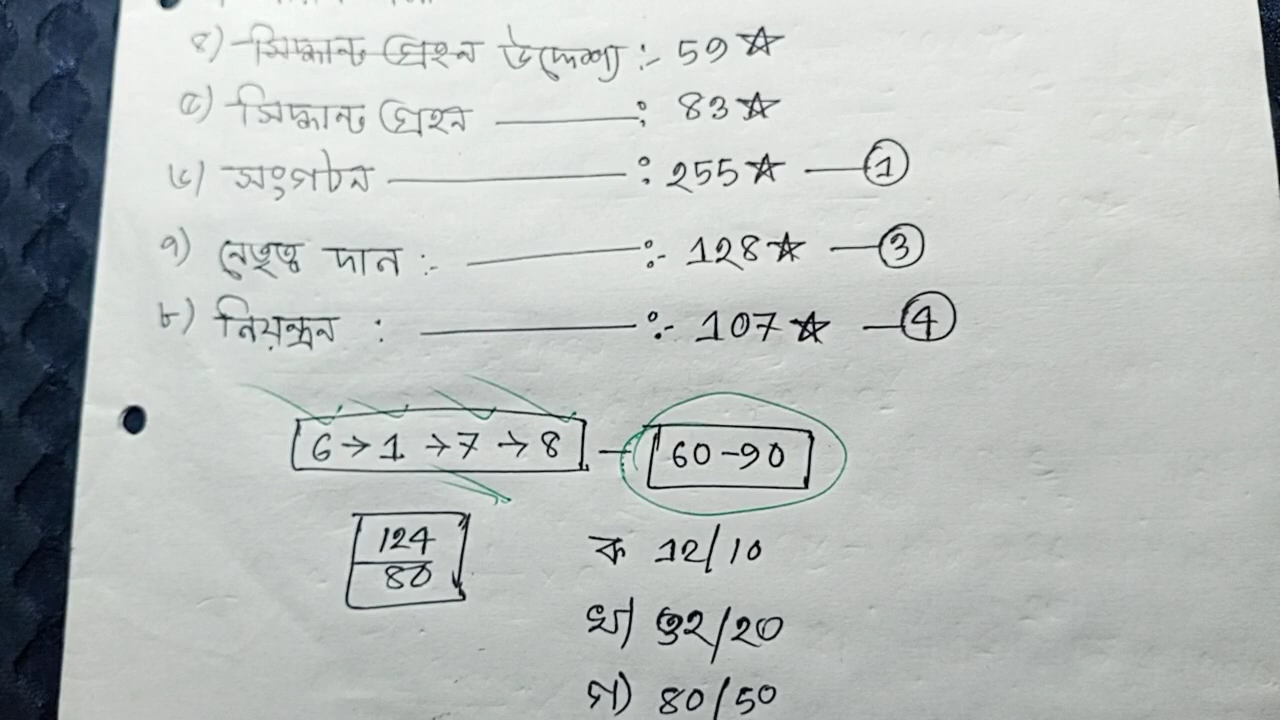 ৪) সিদ্ধান্ত গ্রহন উদ্দেশ্য :- 59 ☆
৫) সিদ্ধান্ত গ্রহন ——— : 83 ☆
৬) সংগঠন ——— : 255 ☆ — ①
৭) নেতৃত্ব দান :- ——— :- 128 ☆ — ③
৮) নিয়ন্ত্রন : ——— :- 107 ☆ — ④
6 → 1 → 7 → 8 — 60-90
124
80
ক 12/10
খ) 32/20
গ) 80/50